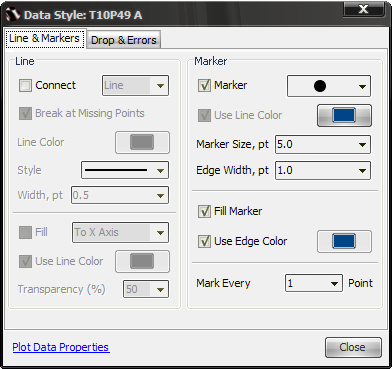 Data Style: T10P49 A
Line & Markers
Drop & Errors
Line
Connect
Line
Break at Missing Points
Line Color
Style
Width, pt
0.5
Fill
To X Axis
Use Line Color
Transparency (%)
50
Marker
Marker
Use Line Color
Marker Size, pt
5.0
Edge Width, pt
1.0
Fill Marker
Use Edge Color
Mark Every
1
Point
Plot Data Properties
Close